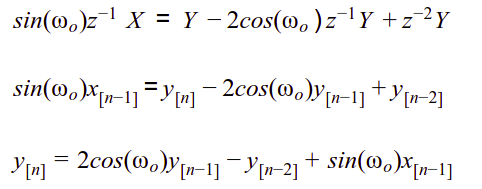 sin(ωₒ)z⁻¹ X = Y − 2cos(ωₒ)z⁻¹Y + z⁻²Y
sin(ωₒ)x[n−1] = y[n] − 2cos(ωₒ)y[n−1] + y[n−2]
y[n] = 2cos(ωₒ)y[n−1] − y[n−2] + sin(ωₒ)x[n−1]